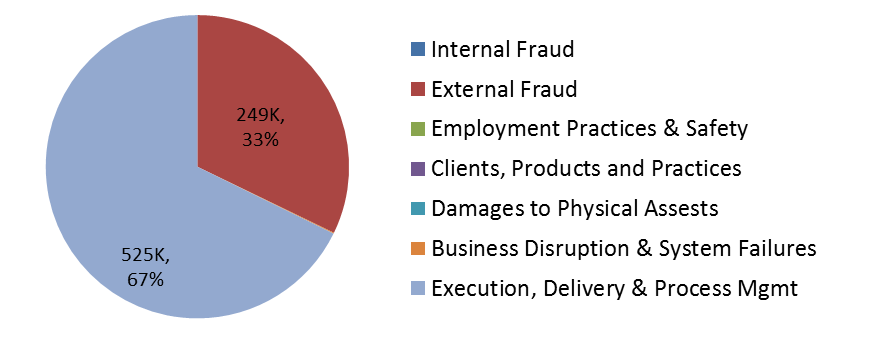 249K,
33%
525K,
67%
Internal Fraud
External Fraud
Employment Practices & Safety
Clients, Products and Practices
Damages to Physical Assests
Business Disruption & System Failures
Execution, Delivery & Process Mgmt